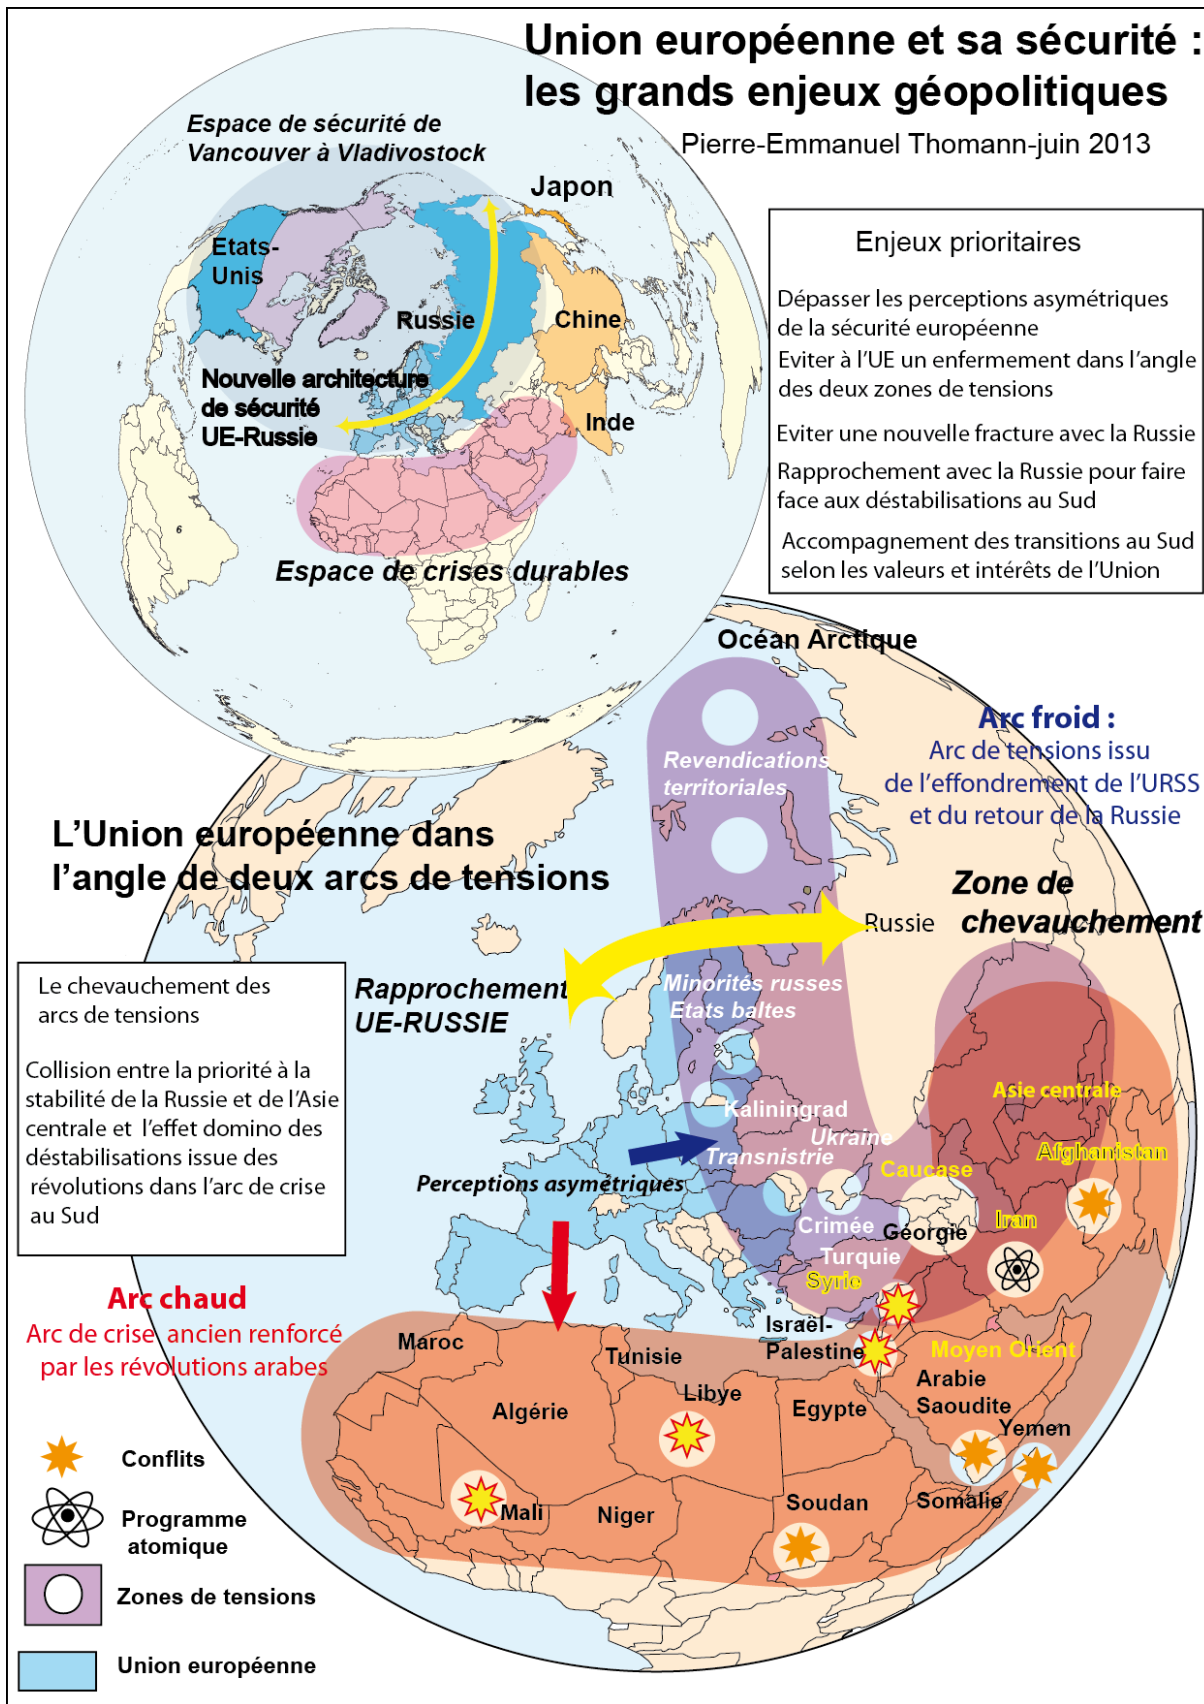 Union européenne et sa sécurité :
les grands enjeux géopolitiques
Pierre-Emmanuel Thomann-juin 2013
Espace de sécurité de
Vancouver à Vladivostock
Japon
Etats-
Unis
Russie
Chine
Nouvelle architecture
de sécurité
UE-Russie
Inde
6
Espace de crises durables
Enjeux prioritaires
Dépasser les perceptions asymétriques
de la sécurité européenne
Eviter à l'UE un enfermement dans l'angle
des deux zones de tensions
Eviter une nouvelle fracture avec la Russie
Rapprochement avec la Russie pour faire
face aux déstabilisations au Sud
Accompagnement des transitions au Sud
selon les valeurs et intérêts de l'Union
Océan Arctique
Arc froid :
Arc de tensions issu
de l'effondrement de l'URSS
et du retour de la Russie
Revendications
territoriales
L'Union européenne dans
l'angle de deux arcs de tensions
Zone de
chevauchement
Russie
Le chevauchement des
arcs de tensions
Collision entre la priorité à la
stabilité de la Russie et de l'Asie
centrale et l'effet domino des
déstabilisations issue des
révolutions dans l'arc de crise
au Sud
Rapprochement
UE-RUSSIE
Minorités russes
Etats baltes
Kaliningrad
Ukraine
Transnistrie
Asie centrale
Afghanistan
Caucase
Perceptions asymétriques
Crimée
Géorgie
Iran
Turquie
Syrie
Arc chaud
Arc de crise ancien renforcé
par les révolutions arabes
Israël-
Palestine
Moyen Orient
Maroc
Tunisie
Algérie
Libye
Egypte
Arabie
Saoudite
Yemen
Mali
Niger
Soudan
Somalie
Conflits
Programme
atomique
Zones de tensions
Union européenne